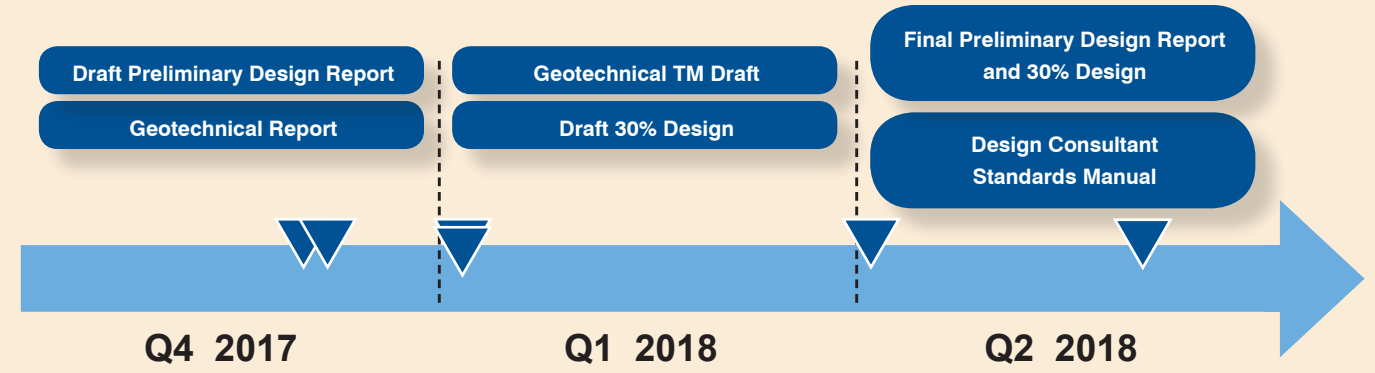 Draft Preliminary Design Report
Geotechnical Report
Geotechnical TM Draft
Draft 30% Design
Final Preliminary Design Report
and 30% Design
Design Consultant
Standards Manual
Q4 2017
Q1 2018
Q2 2018